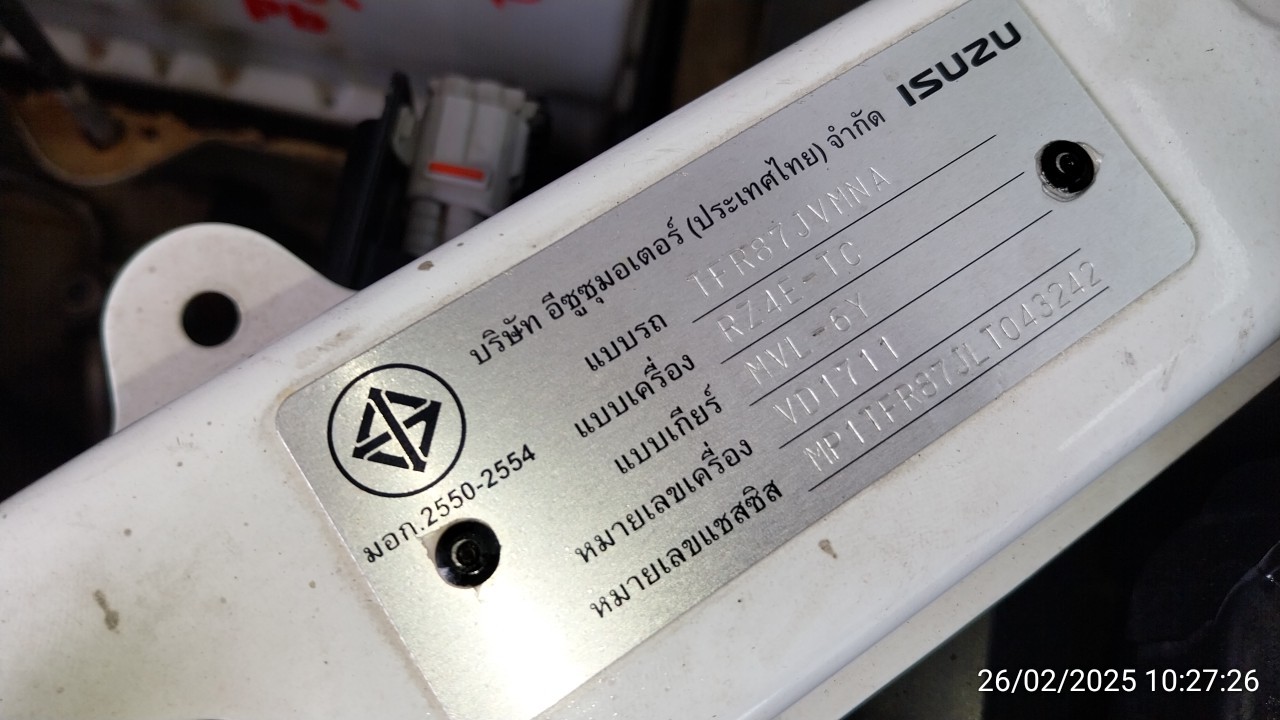 ISUZU
บริษัท อีซูซุมอเตอร์ (ประเทศไทย) จำกัด
แบบรถ TFR87JVMNA
แบบเครื่อง RZ4E-TC
แบบเกียร์ MVL-6Y
หมายเลขเครื่อง VD1711
หมายเลขแชสซิส MP1TFR87JLT043242
มอก.2550-2554
26/02/2025 10:27:26